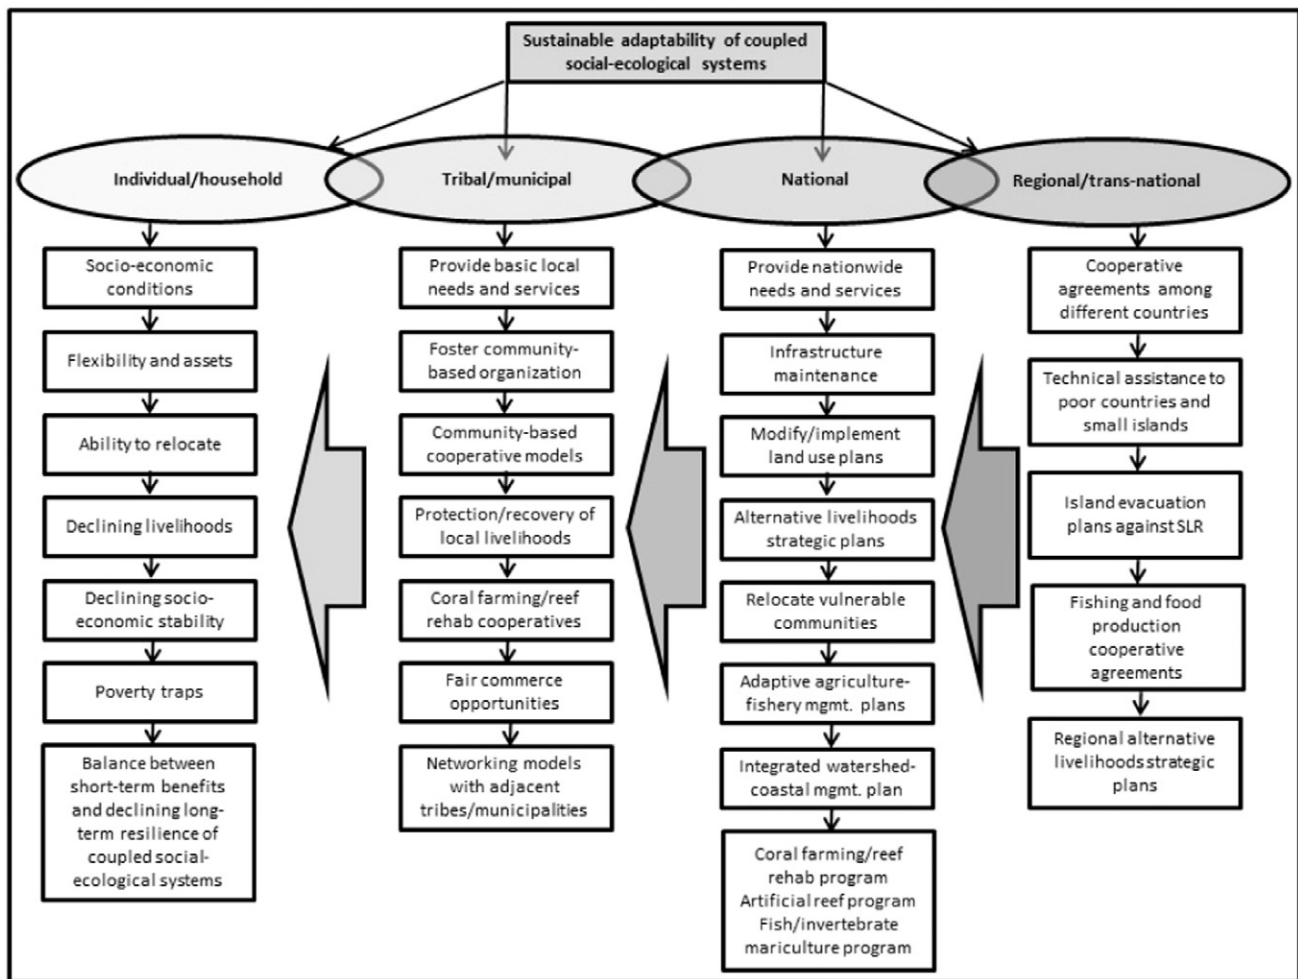 Sustainable adaptability of coupled
social-ecological systems
Individual/household
Tribal/municipal
National
Regional/trans-national
Socio-economic
conditions
Flexibility and assets
Ability to relocate
Declining livelihoods
Declining socio-
economic stability
Poverty traps
Balance between
short-term benefits
and declining long-
term resilience of
coupled social-
ecological systems
Provide basic local
needs and services
Foster community-
based organization
Community-based
cooperative models
Protection/recovery of
local livelihoods
Coral farming/reef
rehab cooperatives
Fair commerce
opportunities
Networking models
with adjacent
tribes/municipalities
Provide nationwide
needs and services
Infrastructure
maintenance
Modify/implement
land use plans
Alternative livelihoods
strategic plans
Relocate vulnerable
communities
Adaptive agriculture-
fishery mgmt. plans
Integrated watershed-
coastal mgmt. plan
Coral farming/reef
rehab program
Artificial reef program
Fish/invertebrate
mariculture program
Cooperative
agreements among
different countries
Technical assistance to
poor countries and
small islands
Island evacuation
plans against SLR
Fishing and food
production
cooperative
agreements
Regional alternative
livelihoods strategic
plans